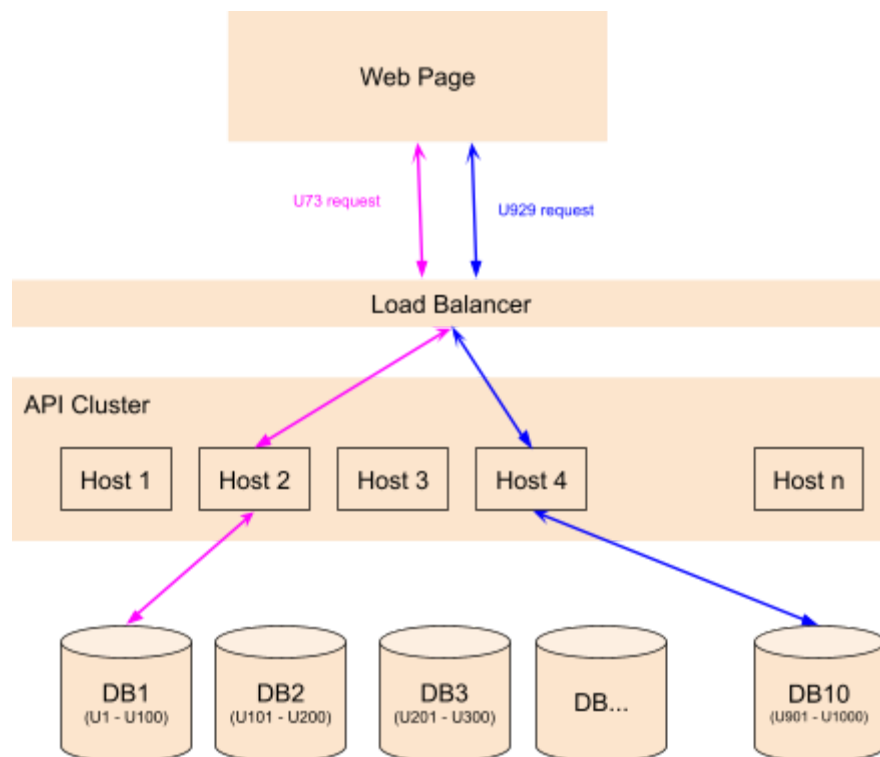 Web Page
U73 request
U929 request
Load Balancer
API Cluster
Host 1
Host 2
Host 3
Host 4
Host n
DB1
(U1 - U100)
DB2
(U101 - U200)
DB3
(U201 - U300)
DB...
DB10
(U901 - U1000)